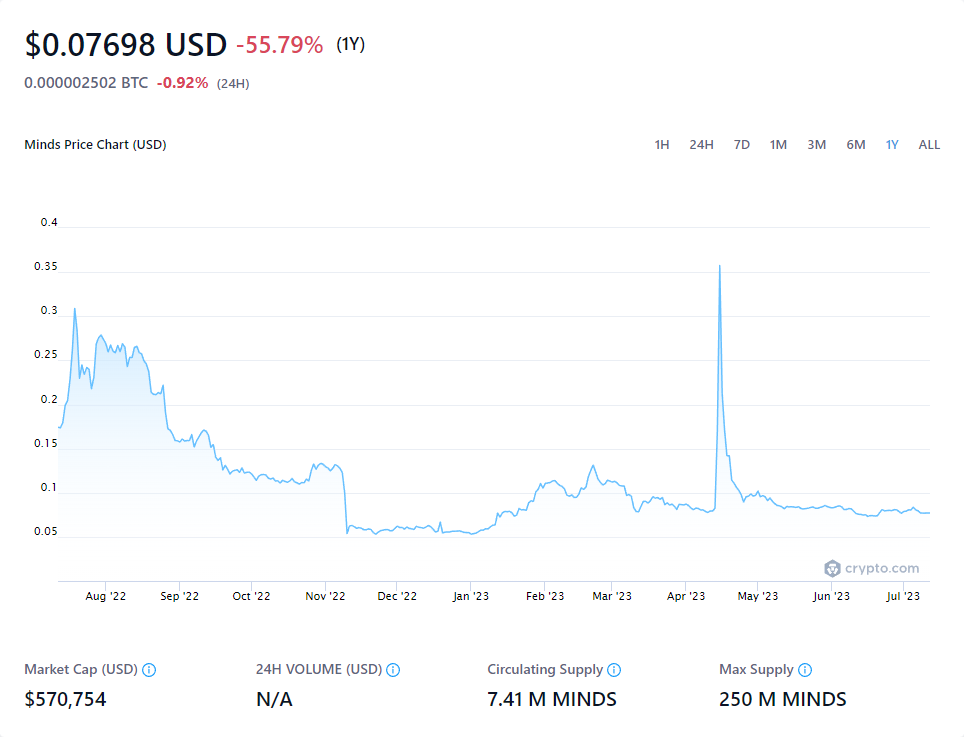 $0.07698 USD -55.79% (1Y)
0.000002502 BTC -0.92% (24H)
Minds Price Chart (USD) 1H 24H 7D 1M 3M 6M 1Y ALL
0.4
0.35
0.3
0.25
0.2
0.15
0.1
0.05
crypto.com
Aug '22 Sep '22 Oct '22 Nov '22 Dec '22 Jan '23 Feb '23 Mar '23 Apr '23 May '23 Jun '23 Jul '23
Market Cap (USD) 24H VOLUME (USD) Circulating Supply Max Supply
$570,754 N/A 7.41 M MINDS 250 M MINDS